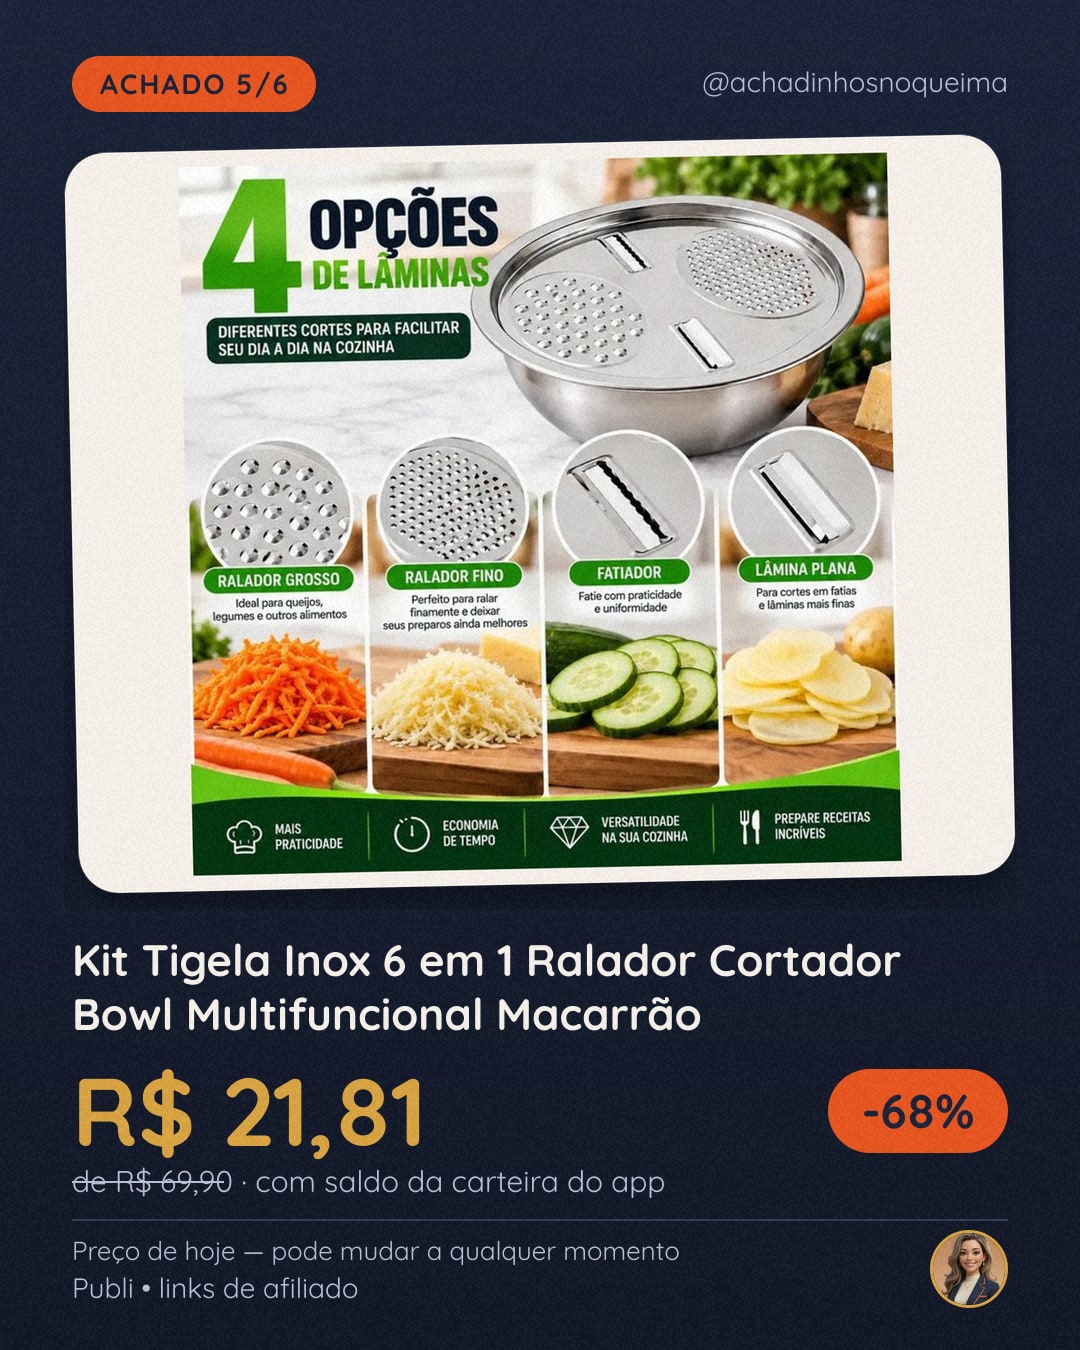 ACHADO 5/6
@achadinhosnoqueima
4 OPÇÕES
DE LÂMINAS
DIFERENTES CORTES PARA FACILITAR
SEU DIA A DIA NA COZINHA
RALADOR GROSSO
Ideal para queijos,
legumes e outros alimentos
RALADOR FINO
Perfeito para ralar
finamente e deixar
seus preparos ainda melhores
FATIADOR
Fatie com praticidade
e uniformidade
LÂMINA PLANA
Para cortes em fatias
e lâminas mais finas
MAIS
PRATICIDADE
ECONOMIA
DE TEMPO
VERSATILIDADE
NA SUA COZINHA
PREPARE RECEITAS
INCRÍVEIS
Kit Tigela Inox 6 em 1 Ralador Cortador
Bowl Multifuncional Macarrão
R$ 21,81
-68%
de R$ 69,90 · com saldo da carteira do app
Preço de hoje — pode mudar a qualquer momento
Publi • links de afiliado